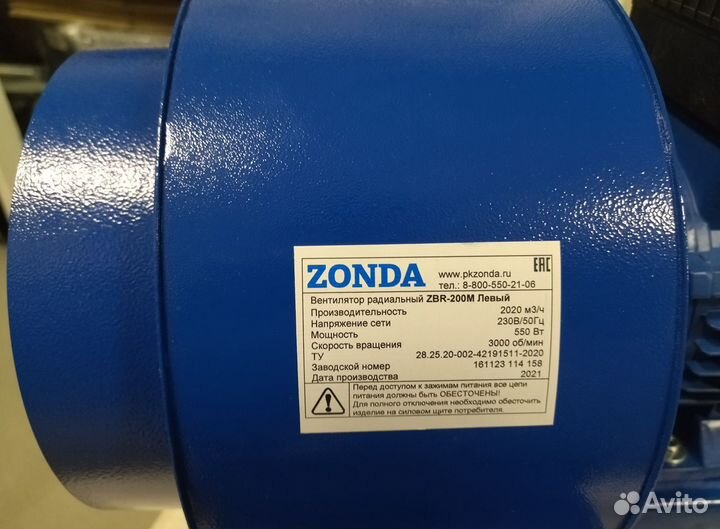 ZONDA
www.pkzonda.ru
тел.: 8-800-550-21-06
EAC
Вентилятор радиальный ZBR-200М Левый
Производительность 2020 м3/ч
Напряжение сети 230В/50Гц
Мощность 550 Вт
Скорость вращения 3000 об/мин
ТУ 28.25.20-002-42191511-2020
Заводской номер 161123 114 158
Дата производства 2021
Перед доступом к зажимам питания все цепи
питания должны быть ОБЕСТОЧЕНЫ!
Для полного отключения необходимо обесточить
изделие на силовом щите потребителя.
Avito